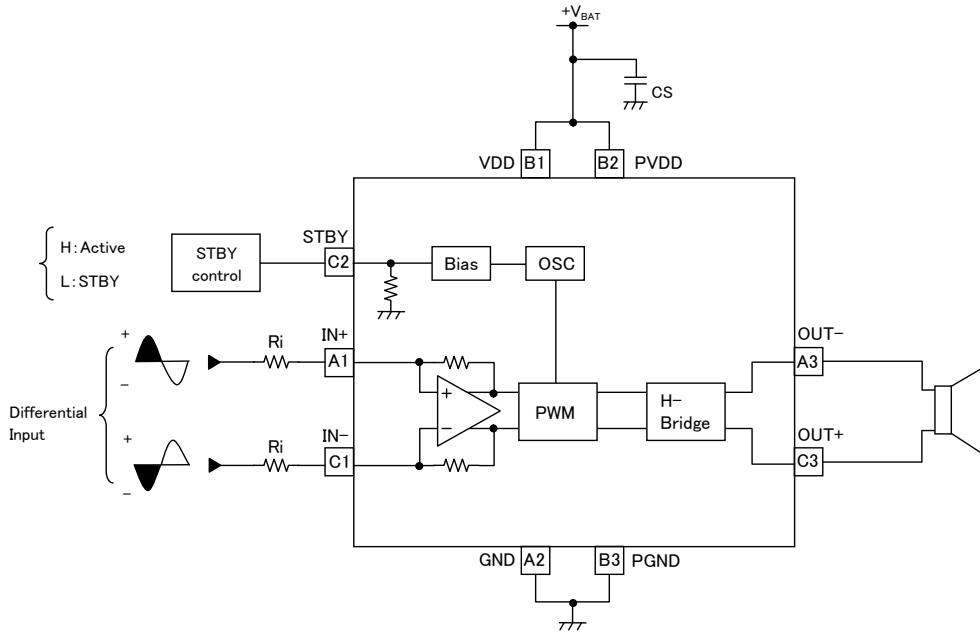 +VBAT
CS
VDD B1 B2 PVDD
H:Active
L:STBY
STBY
control
STBY
C2
Bias
OSC
Differential
Input
+
−
+
−
Ri
IN+
A1
Ri
IN-
C1
+
−
PWM
H-
Bridge
OUT-
A3
OUT+
C3
GND A2 B3 PGND